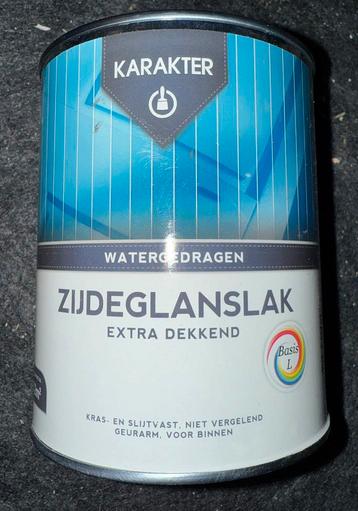 KARAKTER
WATERGEDRAGEN
ZIJDEGLANSLAK
EXTRA DEKKEND
Basis
L
KRAS- EN SLIJTVAST, NIET VERGELEND
GEURARM, VOOR BINNEN